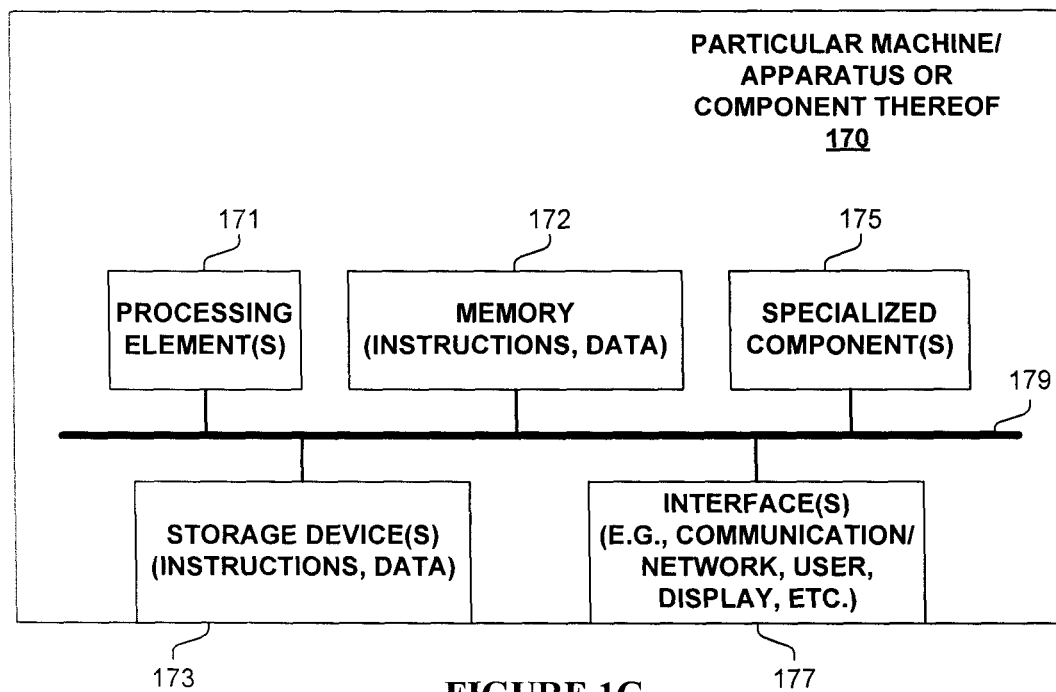 PARTICULAR MACHINE/
APPARATUS OR
COMPONENT THEREOF
170
171
172
175
PROCESSING
ELEMENT(S)
MEMORY
(INSTRUCTIONS, DATA)
SPECIALIZED
COMPONENT(S)
179
STORAGE DEVICE(S)
(INSTRUCTIONS, DATA)
INTERFACE(S)
(E.G., COMMUNICATION/
NETWORK, USER,
DISPLAY, ETC.)
173
177